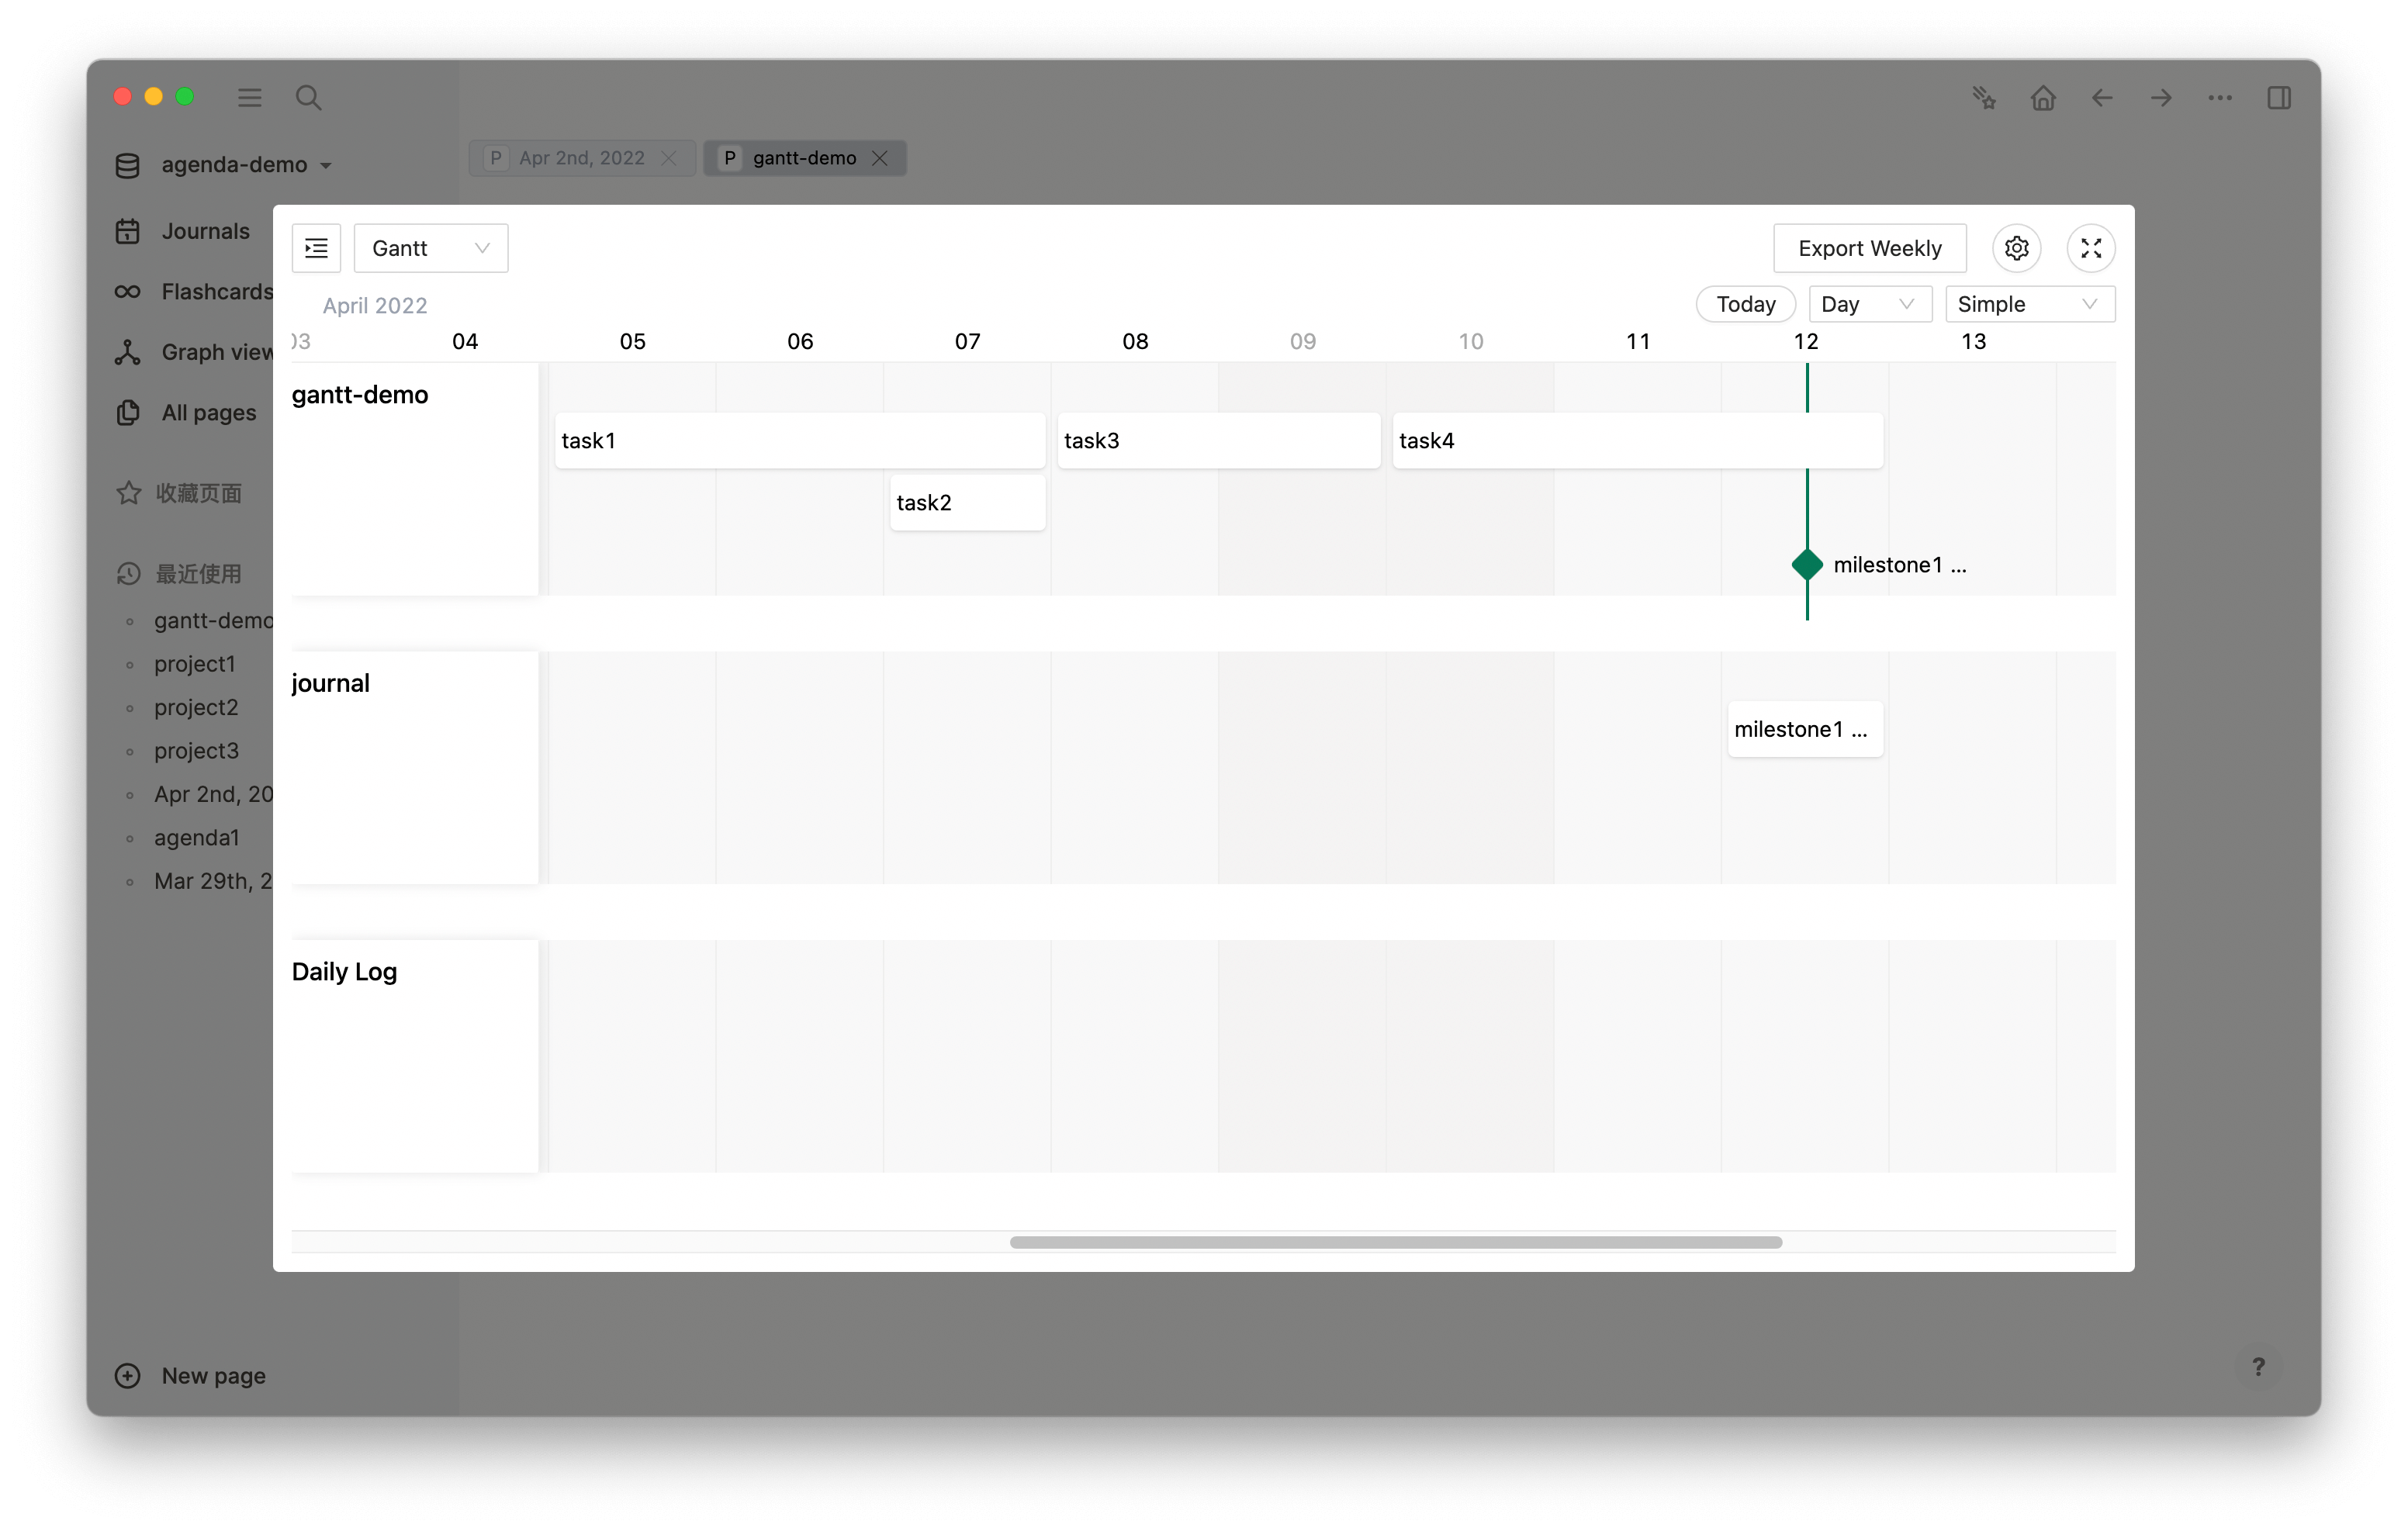 agenda-demo
Journals
Flashcards
Graph view
All pages
收藏页面
最近使用
gantt-demo
project1
project2
project3
Apr 2nd, 20
agenda1
Mar 29th, 2
New page
P Apr 2nd, 2022
P gantt-demo
Gantt
Export Weekly
April 2022
Today
Day
Simple
03 04 05 06 07 08 09 10 11 12 13
gantt-demo
task1 task3 task4
task2
milestone1 ...
journal
milestone1 ...
Daily Log
?